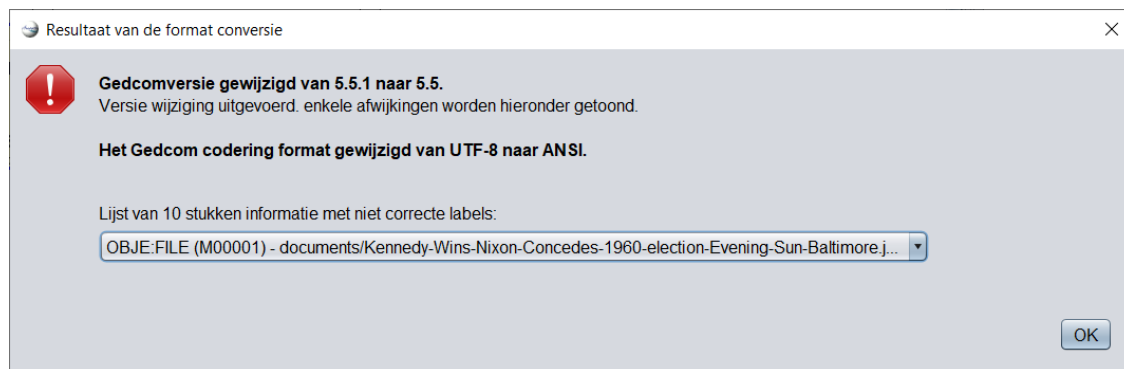 Resultaat van de format conversie
Gedcomversie gewijzigd van 5.5.1 naar 5.5.
Versie wijziging uitgevoerd. enkele afwijkingen worden hieronder getoond.
Het Gedcom codering format gewijzigd van UTF-8 naar ANSI.
Lijst van 10 stukken informatie met niet correcte labels:
OBJE:FILE (M00001) - documents/Kennedy-Wins-Nixon-Concedes-1960-election-Evening-Sun-Baltimore.j...
OK